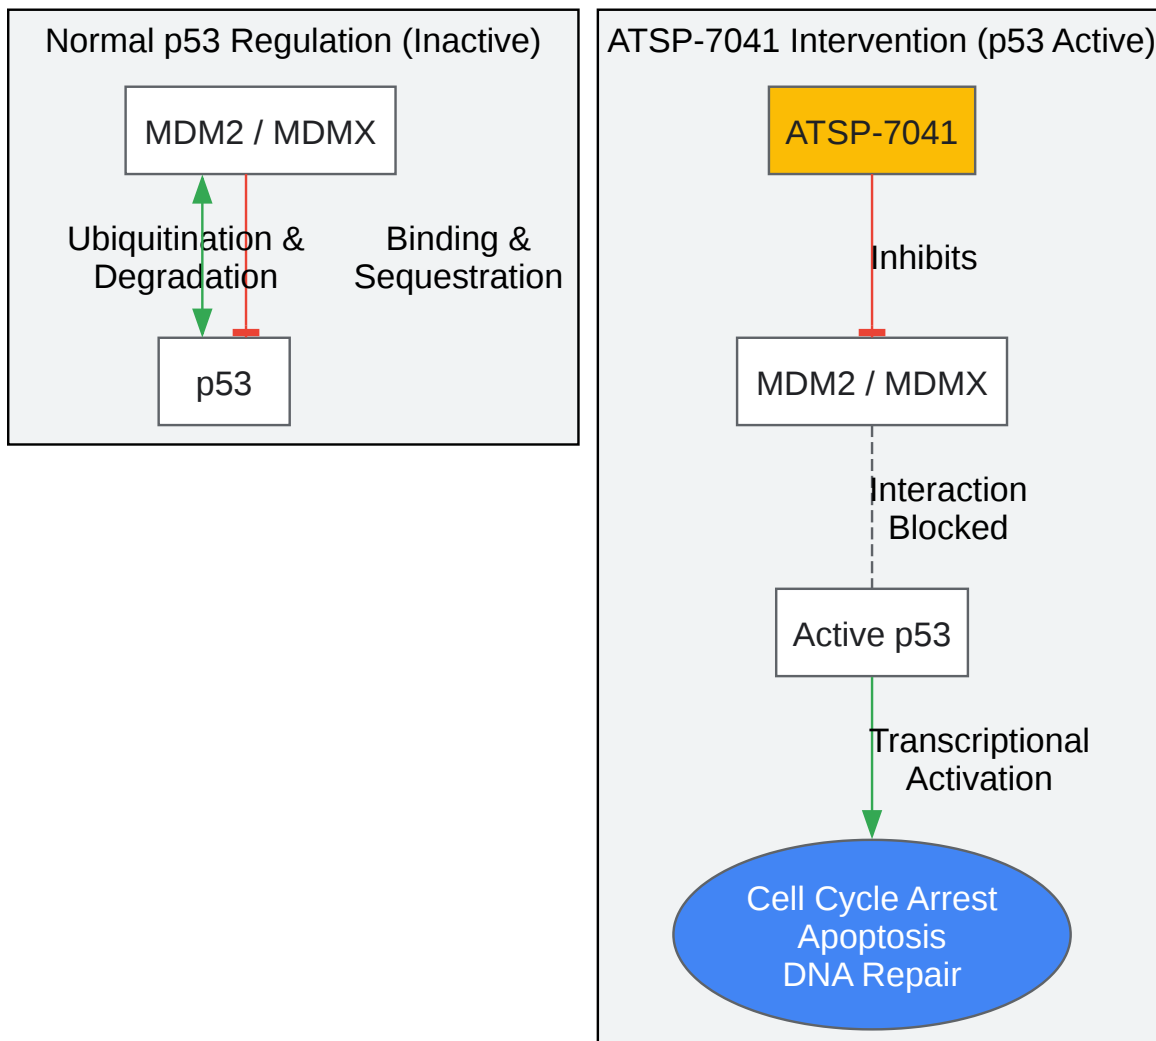 Normal p53 Regulation (Inactive)
MDM2 / MDMX
Ubiquitination &
Degradation
Binding &
Sequestration
p53
ATSP-7041 Intervention (p53 Active)
ATSP-7041
Inhibits
MDM2 / MDMX
Interaction
Blocked
Active p53
Transcriptional
Activation
Cell Cycle Arrest
Apoptosis
DNA Repair